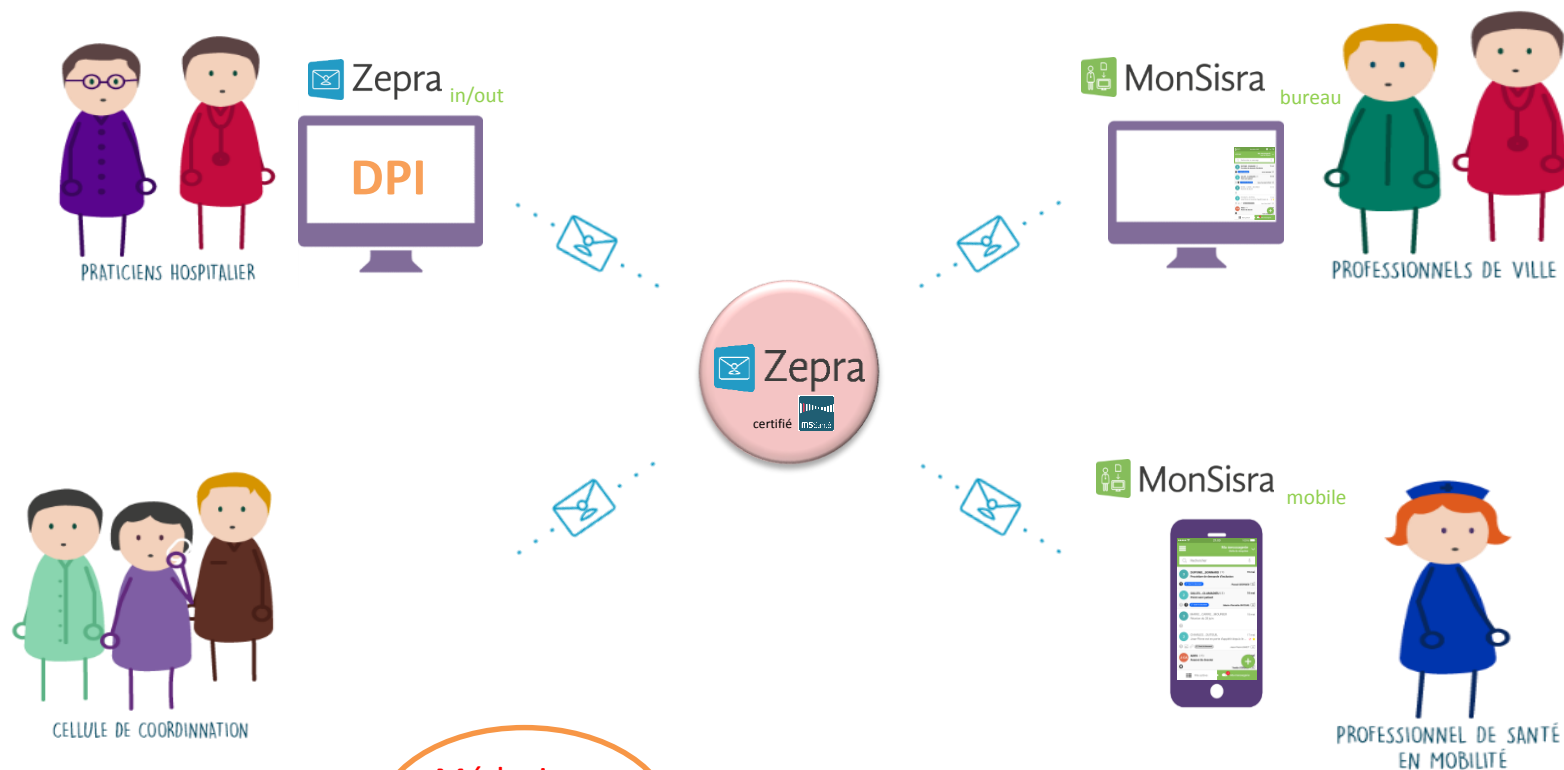 Zepra in/out
MonSisra bureau
DPI
PRATICIENS HOSPITALIER
PROFESSIONNELS DE VILLE
Zepra
certifié mssanté
MonSisra mobile
CELLULE DE COORDINNATION
PROFESSIONNEL DE SANTÉ
EN MOBILITÉ